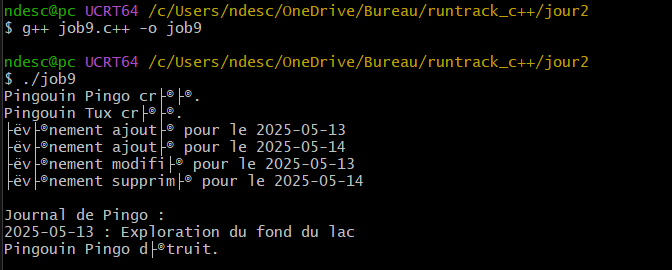 ndesc@pc UCRT64 /c/Users/ndesc/OneDrive/Bureau/runtrack_c++/jour2
$ g++ job9.c++ -o job9
ndesc@pc UCRT64 /c/Users/ndesc/OneDrive/Bureau/runtrack_c++/jour2
$ ./job9
Pingouin Pingo cr├®├®.
Pingouin Tux cr├®├®.
├ëv├®nement ajout├® pour le 2025-05-13
├ëv├®nement ajout├® pour le 2025-05-14
├ëv├®nement modifi├® pour le 2025-05-13
├ëv├®nement supprim├® pour le 2025-05-14
Journal de Pingo :
2025-05-13 : Exploration du fond du lac
Pingouin Pingo d├®truit.